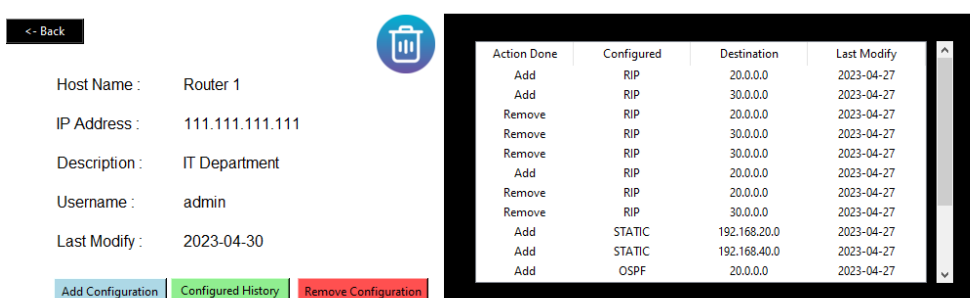 <- Back
Host Name : Router 1
IP Address : 111.111.111.111
Description : IT Department
Username : admin
Last Modify : 2023-04-30
Add Configuration Configured History Remove Configuration
Action Done Configured Destination Last Modify
Add RIP 20.0.0.0 2023-04-27
Add RIP 30.0.0.0 2023-04-27
Remove RIP 20.0.0.0 2023-04-27
Remove RIP 30.0.0.0 2023-04-27
Remove RIP 30.0.0.0 2023-04-27
Add RIP 20.0.0.0 2023-04-27
Remove RIP 20.0.0.0 2023-04-27
Remove RIP 30.0.0.0 2023-04-27
Add STATIC 192.168.20.0 2023-04-27
Add STATIC 192.168.40.0 2023-04-27
Add OSPF 20.0.0.0 2023-04-27